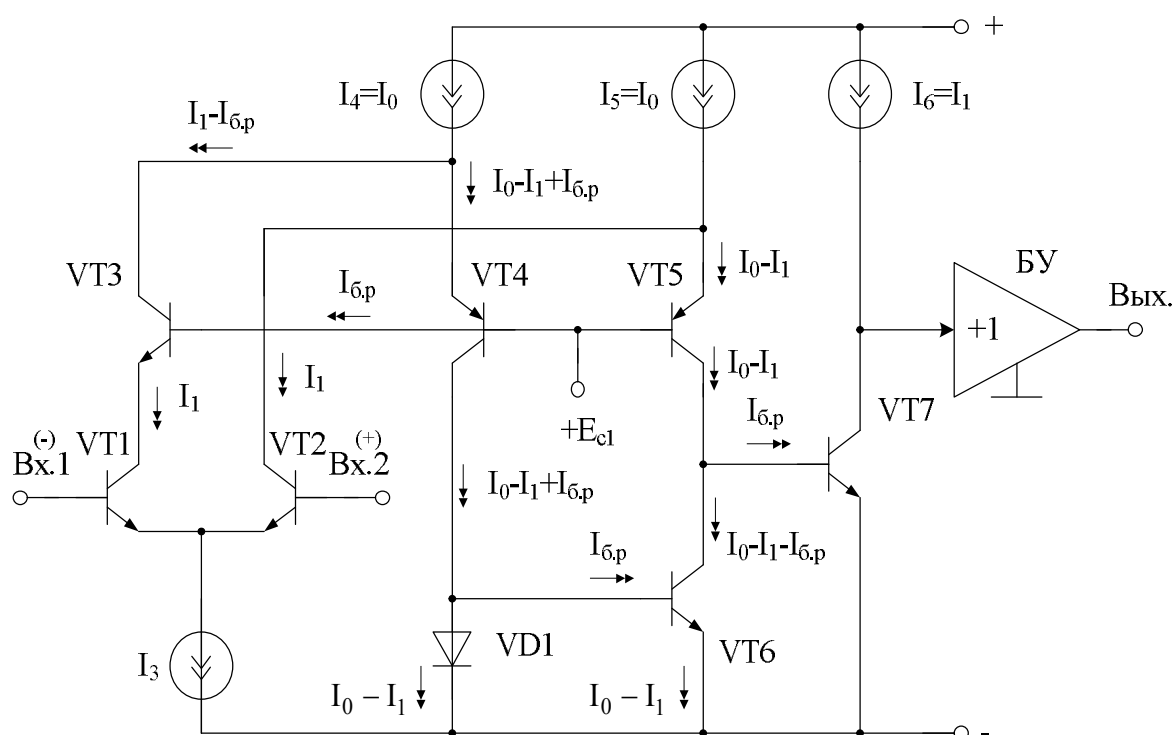 +
I₄=I₀
I₅=I₀
I₆=I₁
I₁-Iб.р
I₀-I₁+Iб.р
VT3
VT4
VT5
I₀-I₁
БУ
Вых.
Iб.р
+1
I₁
I₁
I₀-I₁
VT7
+Eс1
Iб.р
VT1
(-)
Вх.1
VT2
(+)
Вх.2
I₀-I₁+Iб.р
I₀-I₁-Iб.р
Iб.р
I₃
VD1
VT6
I₀ – I₁
I₀ – I₁
-